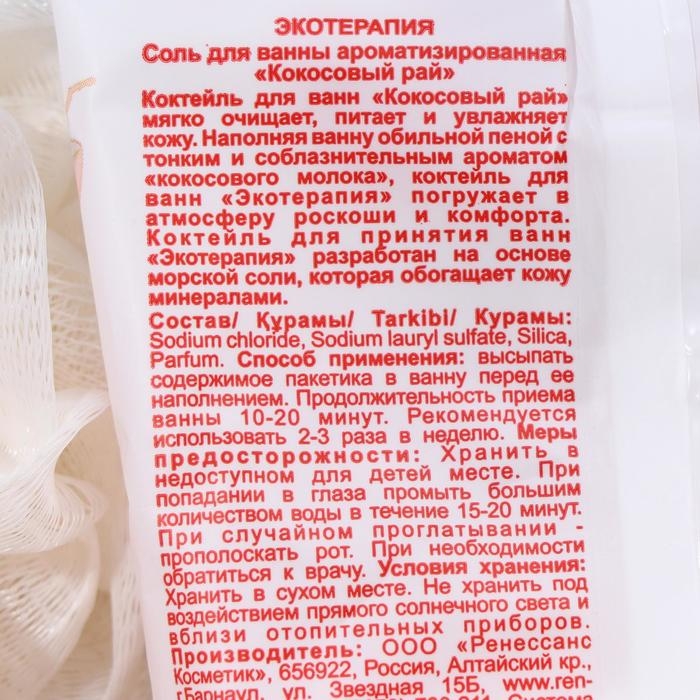 ЭКОТЕРАПИЯ
Соль для ванны ароматизированная
«Кокосовый рай»
Коктейль для ванн «Кокосовый рай»
мягко очищает, питает и увлажняет
кожу. Наполняя ванну обильной пеной с
тонким и соблазнительным ароматом
«кокосового молока», коктейль для
ванн «Экотерапия» погружает в
атмосферу роскоши и комфорта.
Коктейль для принятия ванн
«Экотерапия» разработан на основе
морской соли, которая обогащает кожу
минералами.
Состав/ Құрамы/ Tarkibi/ Курамы:
Sodium chloride, Sodium lauryl sulfate, Silica,
Parfum. Способ применения: высыпать
содержимое пакетика в ванну перед ее
наполнением. Продолжительность приема
ванны 10-20 минут. Рекомендуется
использовать 2-3 раза в неделю. Меры
предосторожности: Хранить в
недоступном для детей месте. При
попадании в глаза промыть большим
количеством воды в течение 15-20 минут.
При случайном проглатывании -
прополоскать рот. При необходимости
обратиться к врачу. Условия хранения:
Хранить в сухом месте. Не хранить под
воздействием прямого солнечного света и
вблизи отопительных приборов.
Производитель: ООО «Ренессанс
Косметик», 656922, Россия, Алтайский кр.,
г.Барнаул, ул. Звездная 15Б, www.ren-